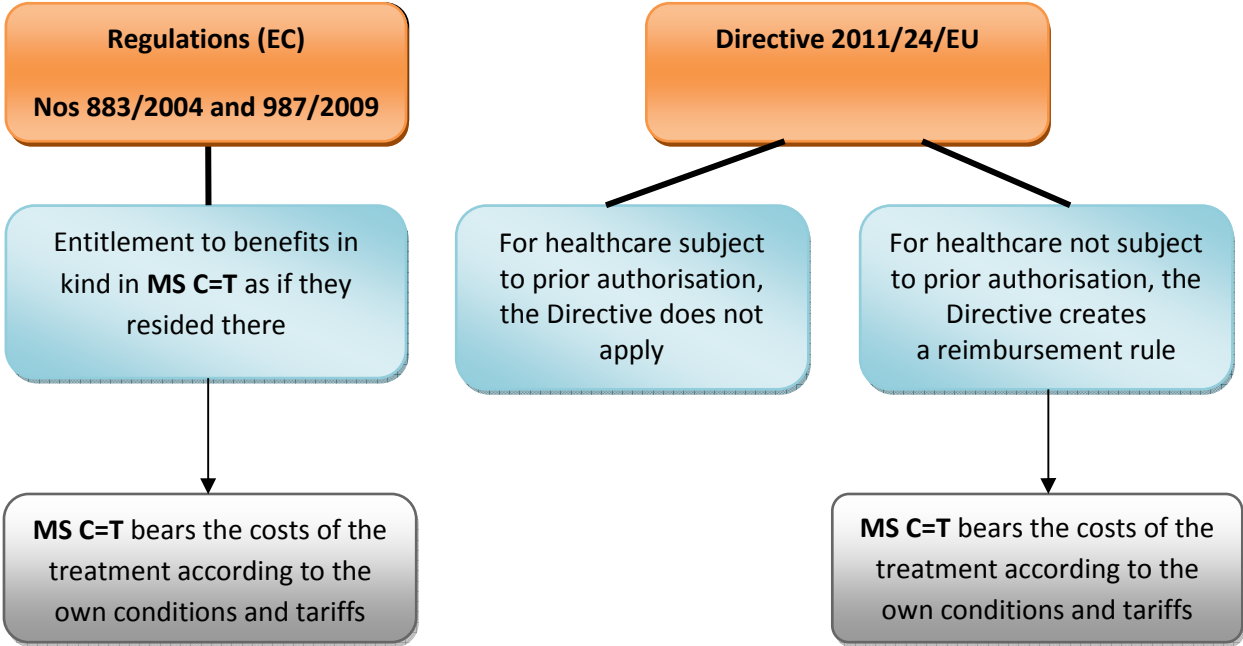 Regulations (EC)
Nos 883/2004 and 987/2009
Directive 2011/24/EU
Entitlement to benefits in
kind in MS C=T as if they
resided there
For healthcare subject
to prior authorisation,
the Directive does not
apply
For healthcare not subject
to prior authorisation, the
Directive creates
a reimbursement rule
MS C=T bears the costs of the
treatment according to the
own conditions and tariffs
MS C=T bears the costs of the
treatment according to the
own conditions and tariffs